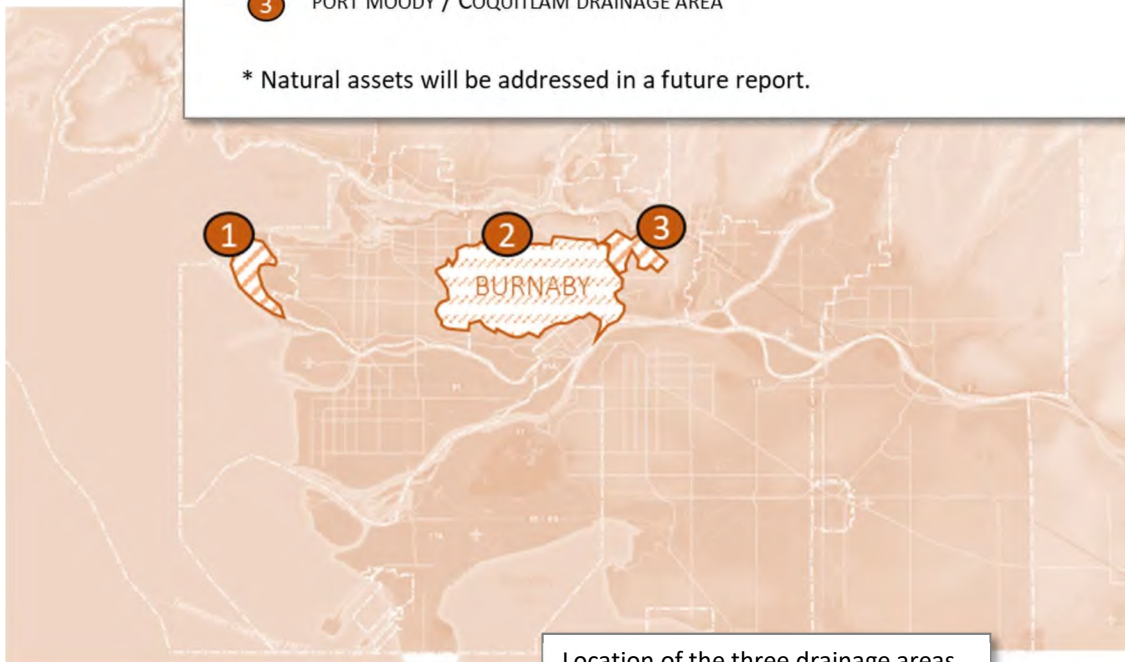 3 PORT MOODY / COQUITLAM DRAINAGE AREA
* Natural assets will be addressed in a future report.
1
2
3
BURNABY
Location of the three drainage areas